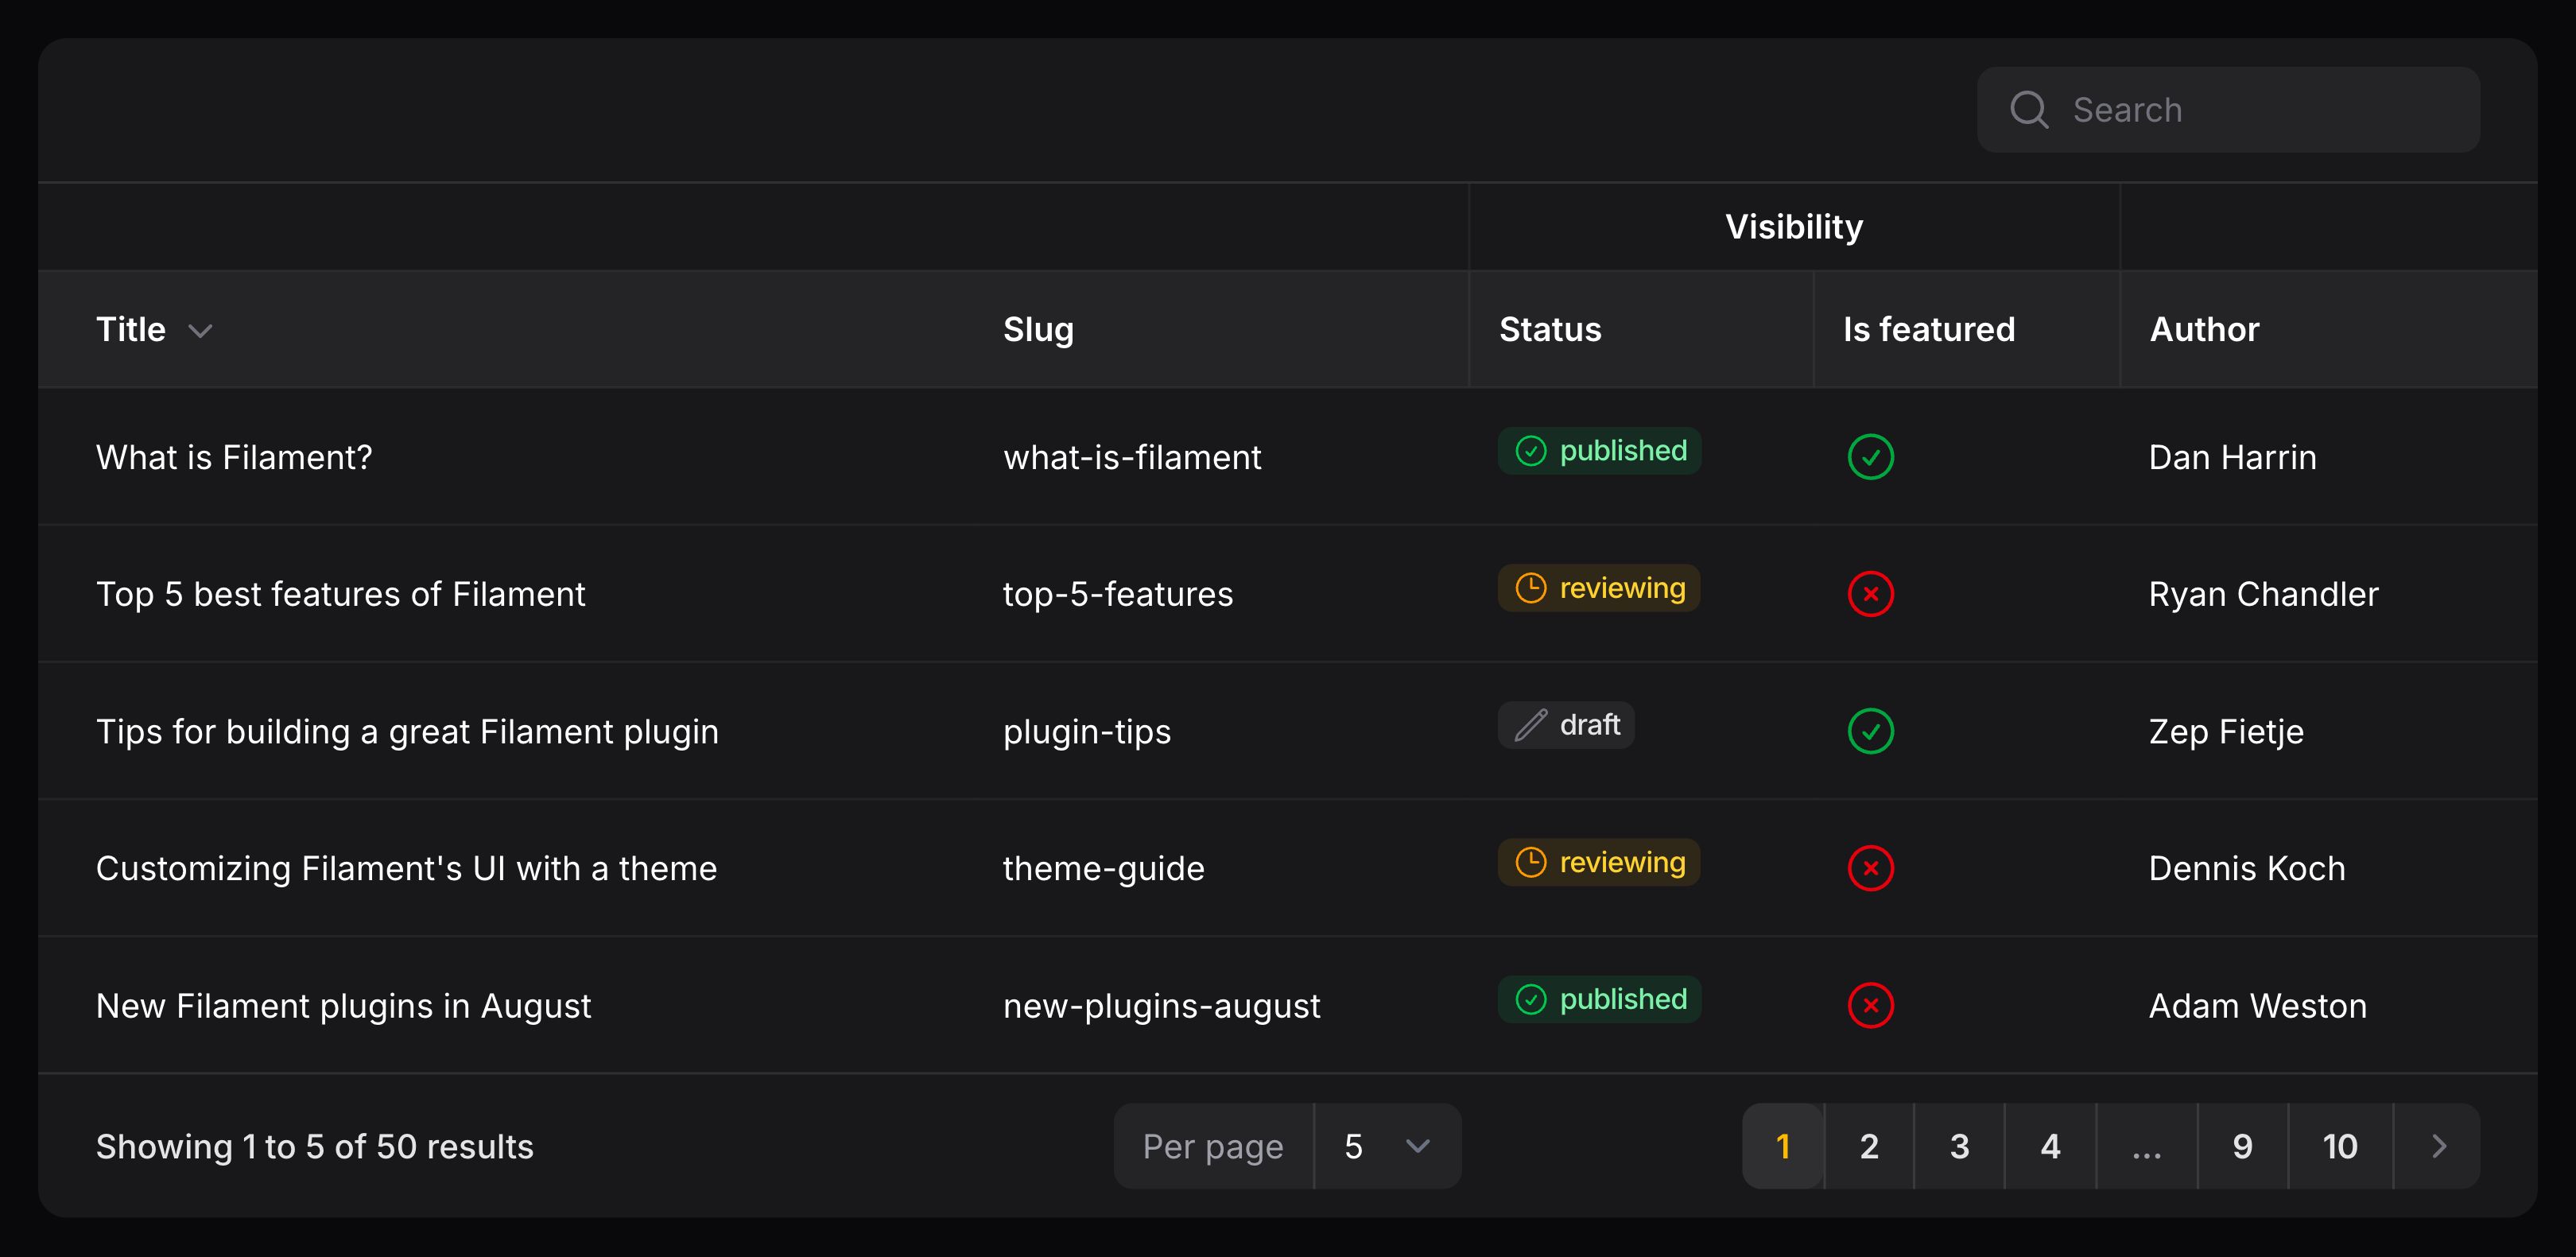 Search
Visibility
Title Slug Status Is featured Author
What is Filament? what-is-filament published Dan Harrin
Top 5 best features of Filament top-5-features reviewing Ryan Chandler
Tips for building a great Filament plugin plugin-tips draft Zep Fietje
Customizing Filament's UI with a theme theme-guide reviewing Dennis Koch
New Filament plugins in August new-plugins-august published Adam Weston
Showing 1 to 5 of 50 results Per page 5 1 2 3 4 ... 9 10